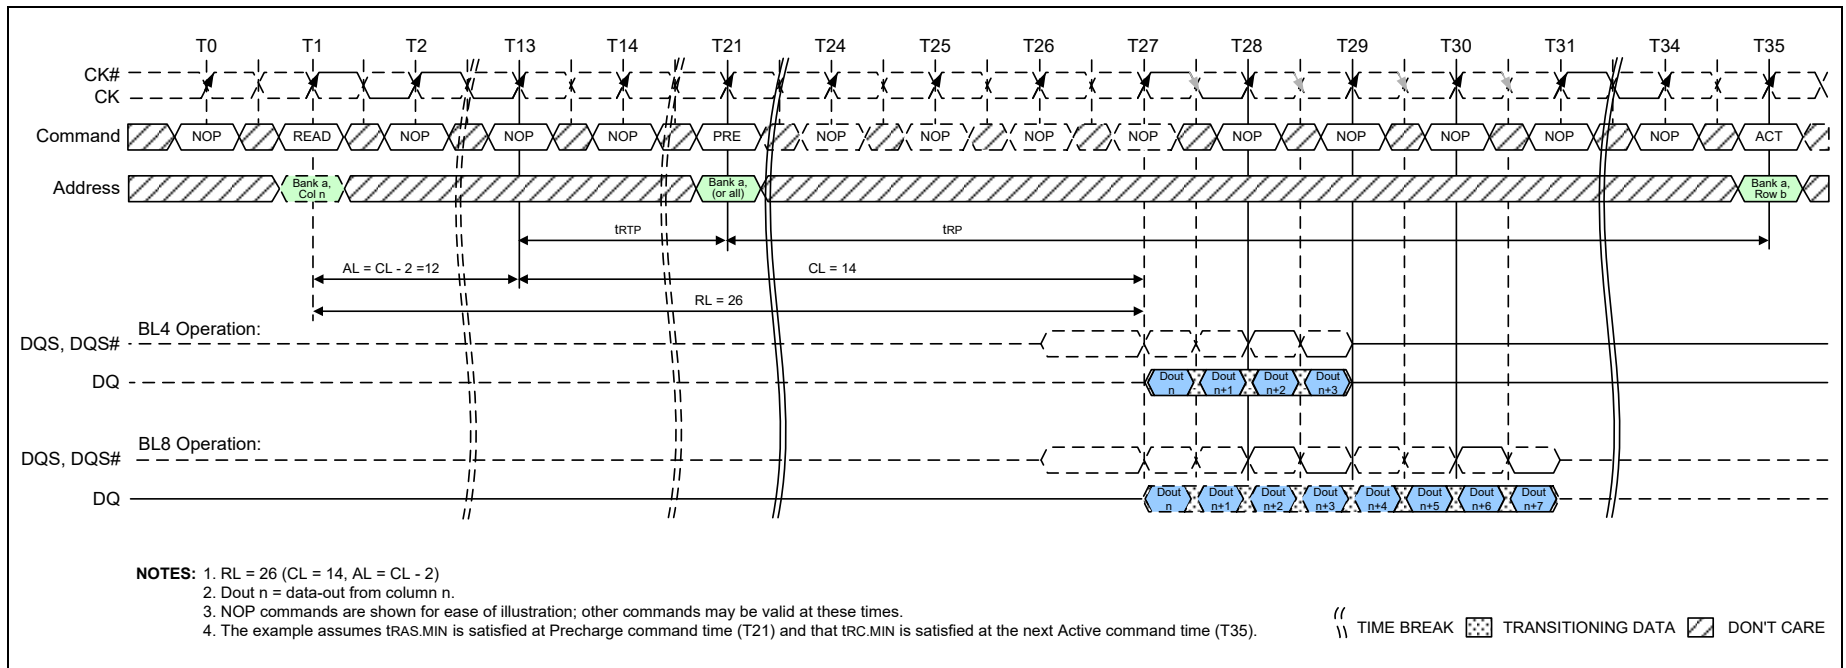 T0 T1 T2 T13 T14 T21 T24 T25 T26 T27 T28 T29 T30 T31 T34 T35
CK#
CK
Command NOP READ NOP NOP NOP PRE NOP NOP NOP NOP NOP NOP NOP NOP NOP ACT
Address Bank a, Col n Bank a, (or all) Bank a, Row b
tRTP tRP
AL = CL - 2 =12 CL = 14
RL = 26
BL4 Operation:
DQS, DQS#
DQ Dout n Dout n+1 Dout n+2 Dout n+3
BL8 Operation:
DQS, DQS#
DQ Dout n Dout n+1 Dout n+2 Dout n+3 Dout n+4 Dout n+5 Dout n+6 Dout n+7
NOTES: 1. RL = 26 (CL = 14, AL = CL - 2)
2. Dout n = data-out from column n.
3. NOP commands are shown for ease of illustration; other commands may be valid at these times.
4. The example assumes tRAS.MIN is satisfied at Precharge command time (T21) and that tRC.MIN is satisfied at the next Active command time (T35).
TIME BREAK TRANSITIONING DATA DON'T CARE